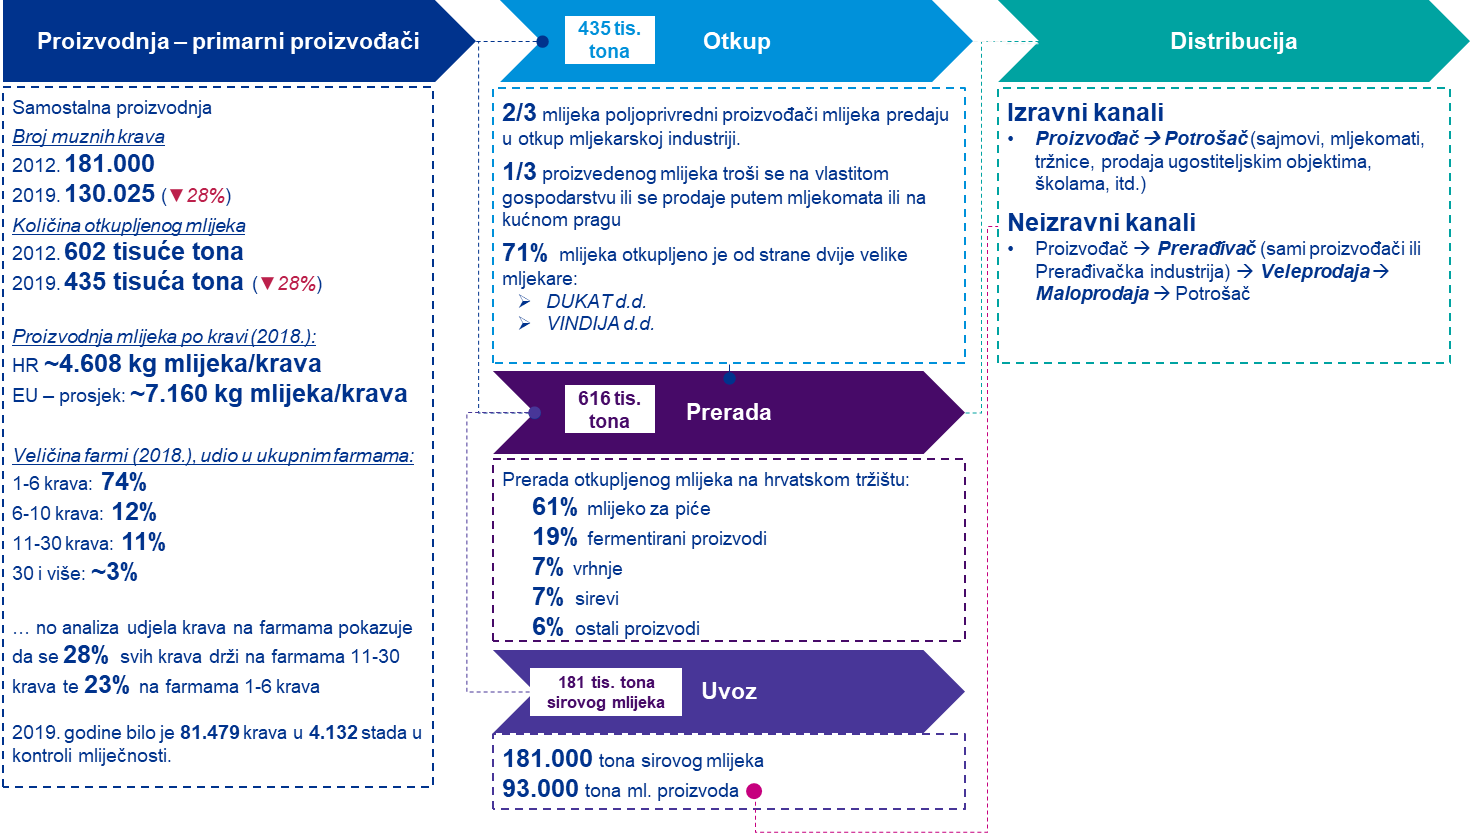 Proizvodnja – primarni proizvođači
Samostalna proizvodnja
Broj muznih krava
2012. 181.000
2019. 130.025 (▼28%)
Količina otkupljenog mlijeka
2012. 602 tisuće tona
2019. 435 tisuća tona (▼28%)
Proizvodnja mlijeka po kravi (2018.):
HR ~4.608 kg mlijeka/krava
EU – prosjek: ~7.160 kg mlijeka/krava
Veličina farmi (2018.), udio u ukupnim farmama:
1-6 krava: 74%
6-10 krava: 12%
11-30 krava: 11%
30 i više: ~3%
… no analiza udjela krava na farmama pokazuje
da se 28% svih krava drži na farmama 11-30
krava te 23% na farmama 1-6 krava
2019. godine bilo je 81.479 krava u 4.132 stada u
kontroli mliječnosti.
435 tis.
tona
Otkup
2/3 mlijeka poljoprivredni proizvođači mlijeka predaju
u otkup mljekarskoj industriji.
1/3 proizvedenog mlijeka troši se na vlastitom
gospodarstvu ili se prodaje putem mljekomata ili na
kućnom pragu
71% mlijeka otkupljeno je od strane dvije velike
mljekare:
➢ DUKAT d.d.
➢ VINDIJA d.d.
616 tis.
tona
Prerada
Prerada otkupljenog mlijeka na hrvatskom tržištu:
61% mlijeko za piće
19% fermentirani proizvodi
7% vrhnje
7% sirevi
6% ostali proizvodi
181 tis. tona
sirovog mlijeka
Uvoz
181.000 tona sirovog mlijeka
93.000 tona ml. proizvoda
Distribucija
Izravni kanali
• Proizvođač → Potrošač (sajmovi, mljekomati,
tržnice, prodaja ugostiteljskim objektima,
školama, itd.)
Neizravni kanali
• Proizvođač → Prerađivač (sami proizvođači ili
Prerađivačka industrija) → Veleprodaja →
Maloprodaja → Potrošač